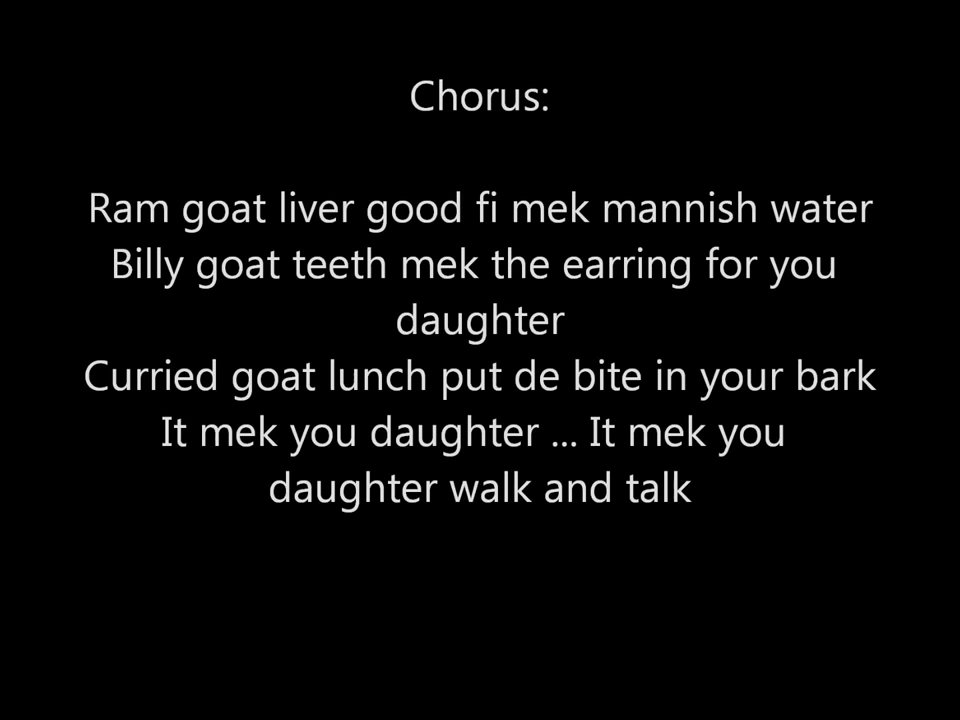 Chorus:
Ram goat liver good fi mek mannish water
Billy goat teeth mek the earring for you
daughter
Curried goat lunch put de bite in your bark
It mek you daughter ... It mek you
daughter walk and talk